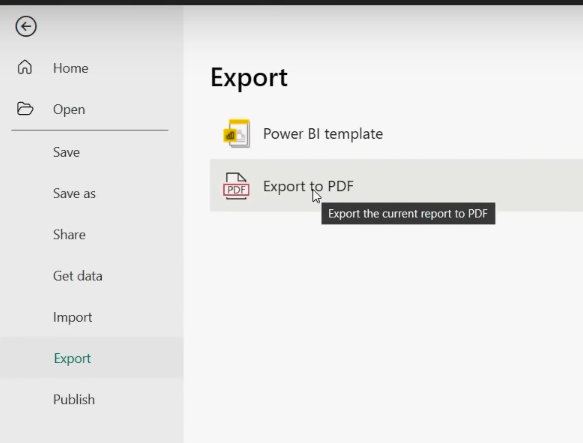 Home
Open
Save
Save as
Share
Get data
Import
Export
Publish
Export
Power BI template
PDF
Export to PDF
Export the current report to PDF